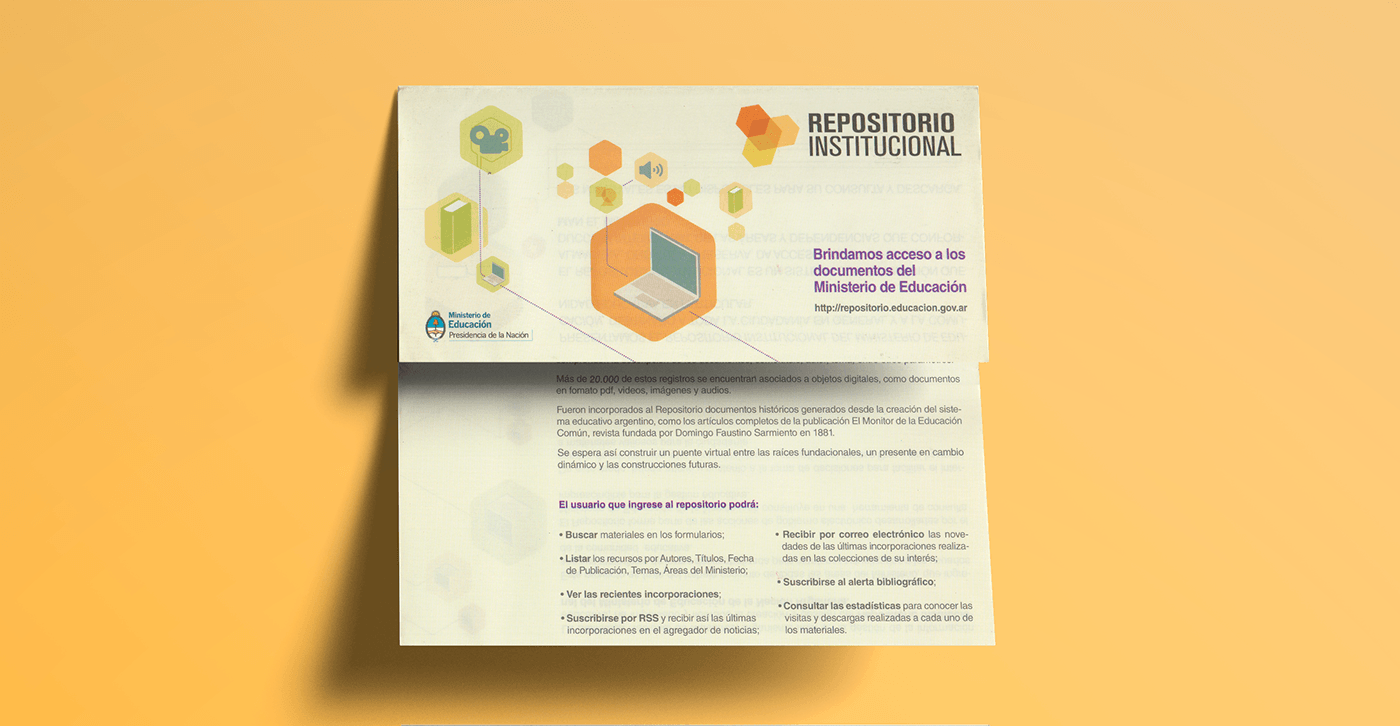 REPOSITORIO
INSTITUCIONAL
Brindamos acceso a los
documentos del
Ministerio de Educación
http://repositorio.educacion.gov.ar
Ministerio de
Educación
Presidencia de la Nación
Más de 20.000 de estos registros se encuentran asociados a objetos digitales, como documentos
en fornato pdf, videos, imágenes y audios.
Fueron incorporados al Repositorio documentos históricos generados desde la creación del siste-
ma educativo argentino, como los artículos completos de la publicación El Monitor de la Educación
Común, revista fundada por Domingo Faustino Sarmiento en 1881.
Se espera así construir un puente virtual entre las raíces fundacionales, un presente en cambio
dinámico y las construcciones futuras.
El usuario que ingrese al repositorio podrá:
• Buscar materiales en los formularios;
• Listar los recursos por Autores, Títulos, Fecha
de Publicación, Temas, Áreas del Ministerio;
• Ver las recientes incorporaciones;
• Suscribirse por RSS y recibir así las últimas
incorporaciones en el agregador de noticias;
• Recibir por correo electrónico las nove-
dades de las últimas incorporaciones realiza-
das en las colecciones de su interés;
• Suscribirse al alerta bibliográfico;
• Consultar las estadísticas para conocer las
visitas y descargas realizadas a cada uno de
los materiales.